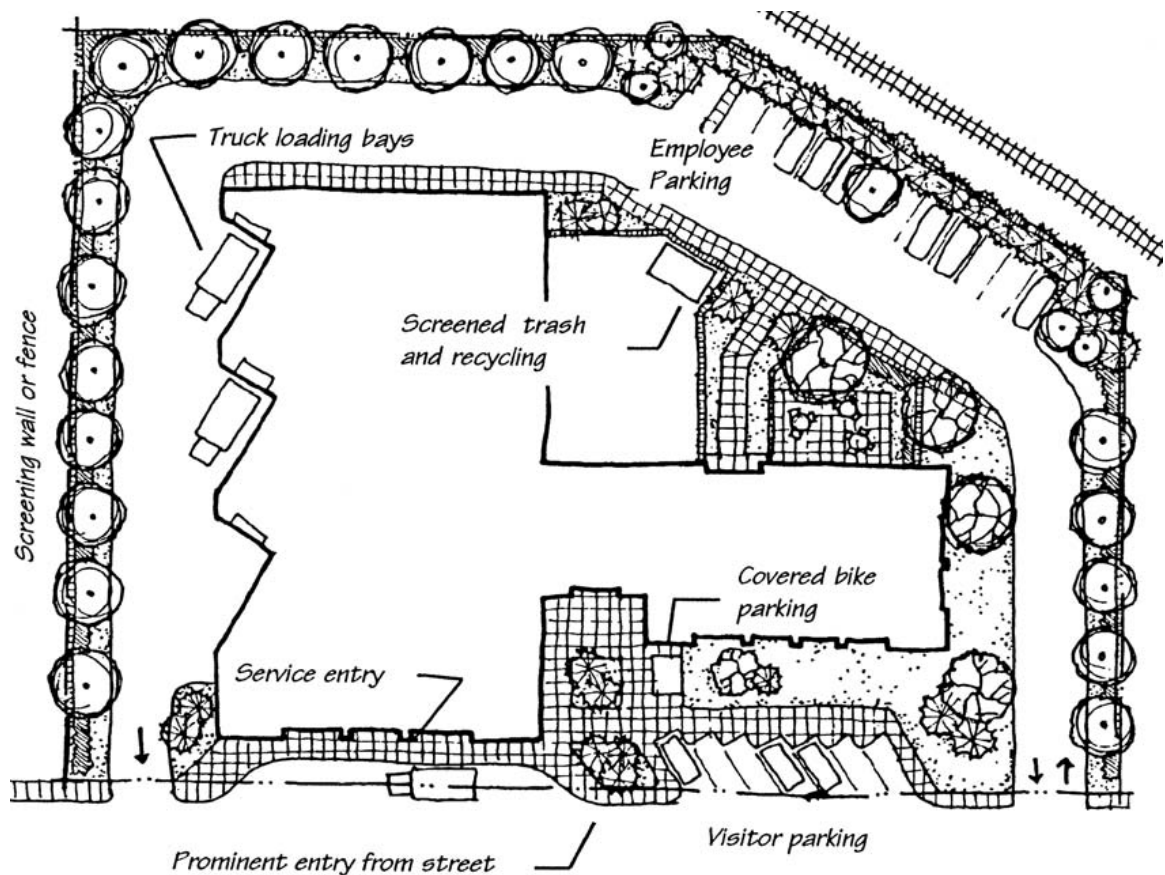 Truck loading bays
Employee
Parking
Screened trash
and recycling
Screening wall or fence
Covered bike
parking
Service entry
Visitor parking
Prominent entry from street